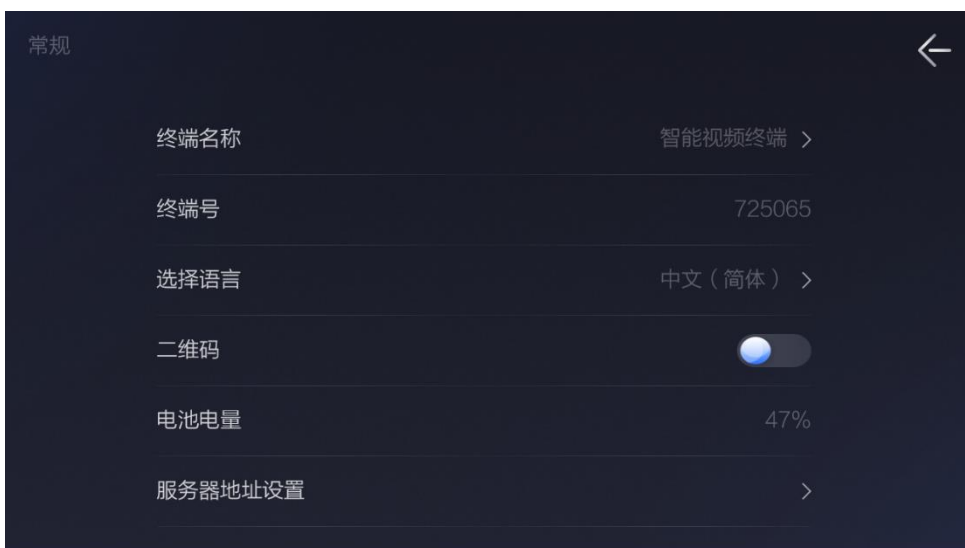 常规
终端名称 智能视频终端
终端号 725065
选择语言 中文（简体）
二维码
电池电量 47%
服务器地址设置